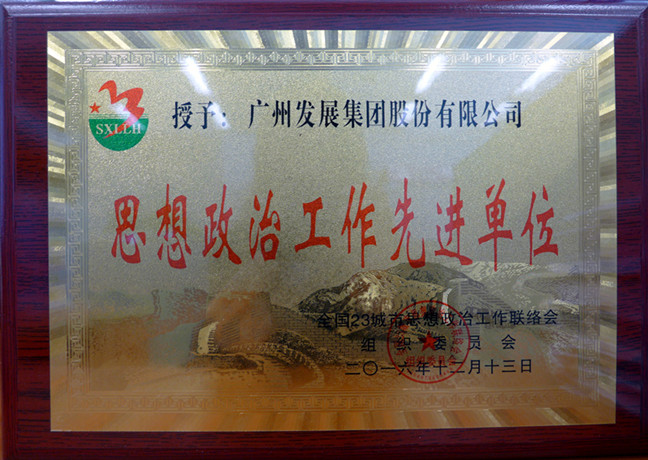 SXLLH
授予：广州发展集团股份有限公司
思想政治工作先进单位
全国23城市思想政治工作联络会
组织委员会
二〇一六年十二月十三日